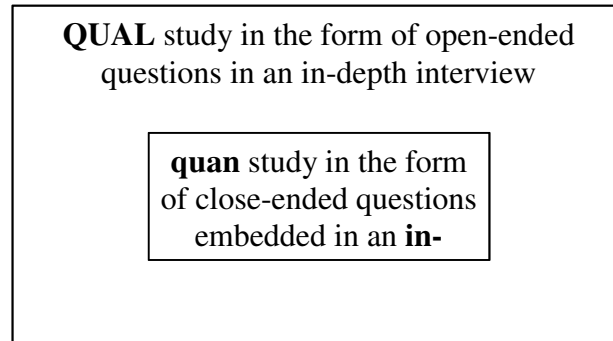 QUAL study in the form of open-ended
questions in an in-depth interview
quan study in the form
of close-ended questions
embedded in an in-